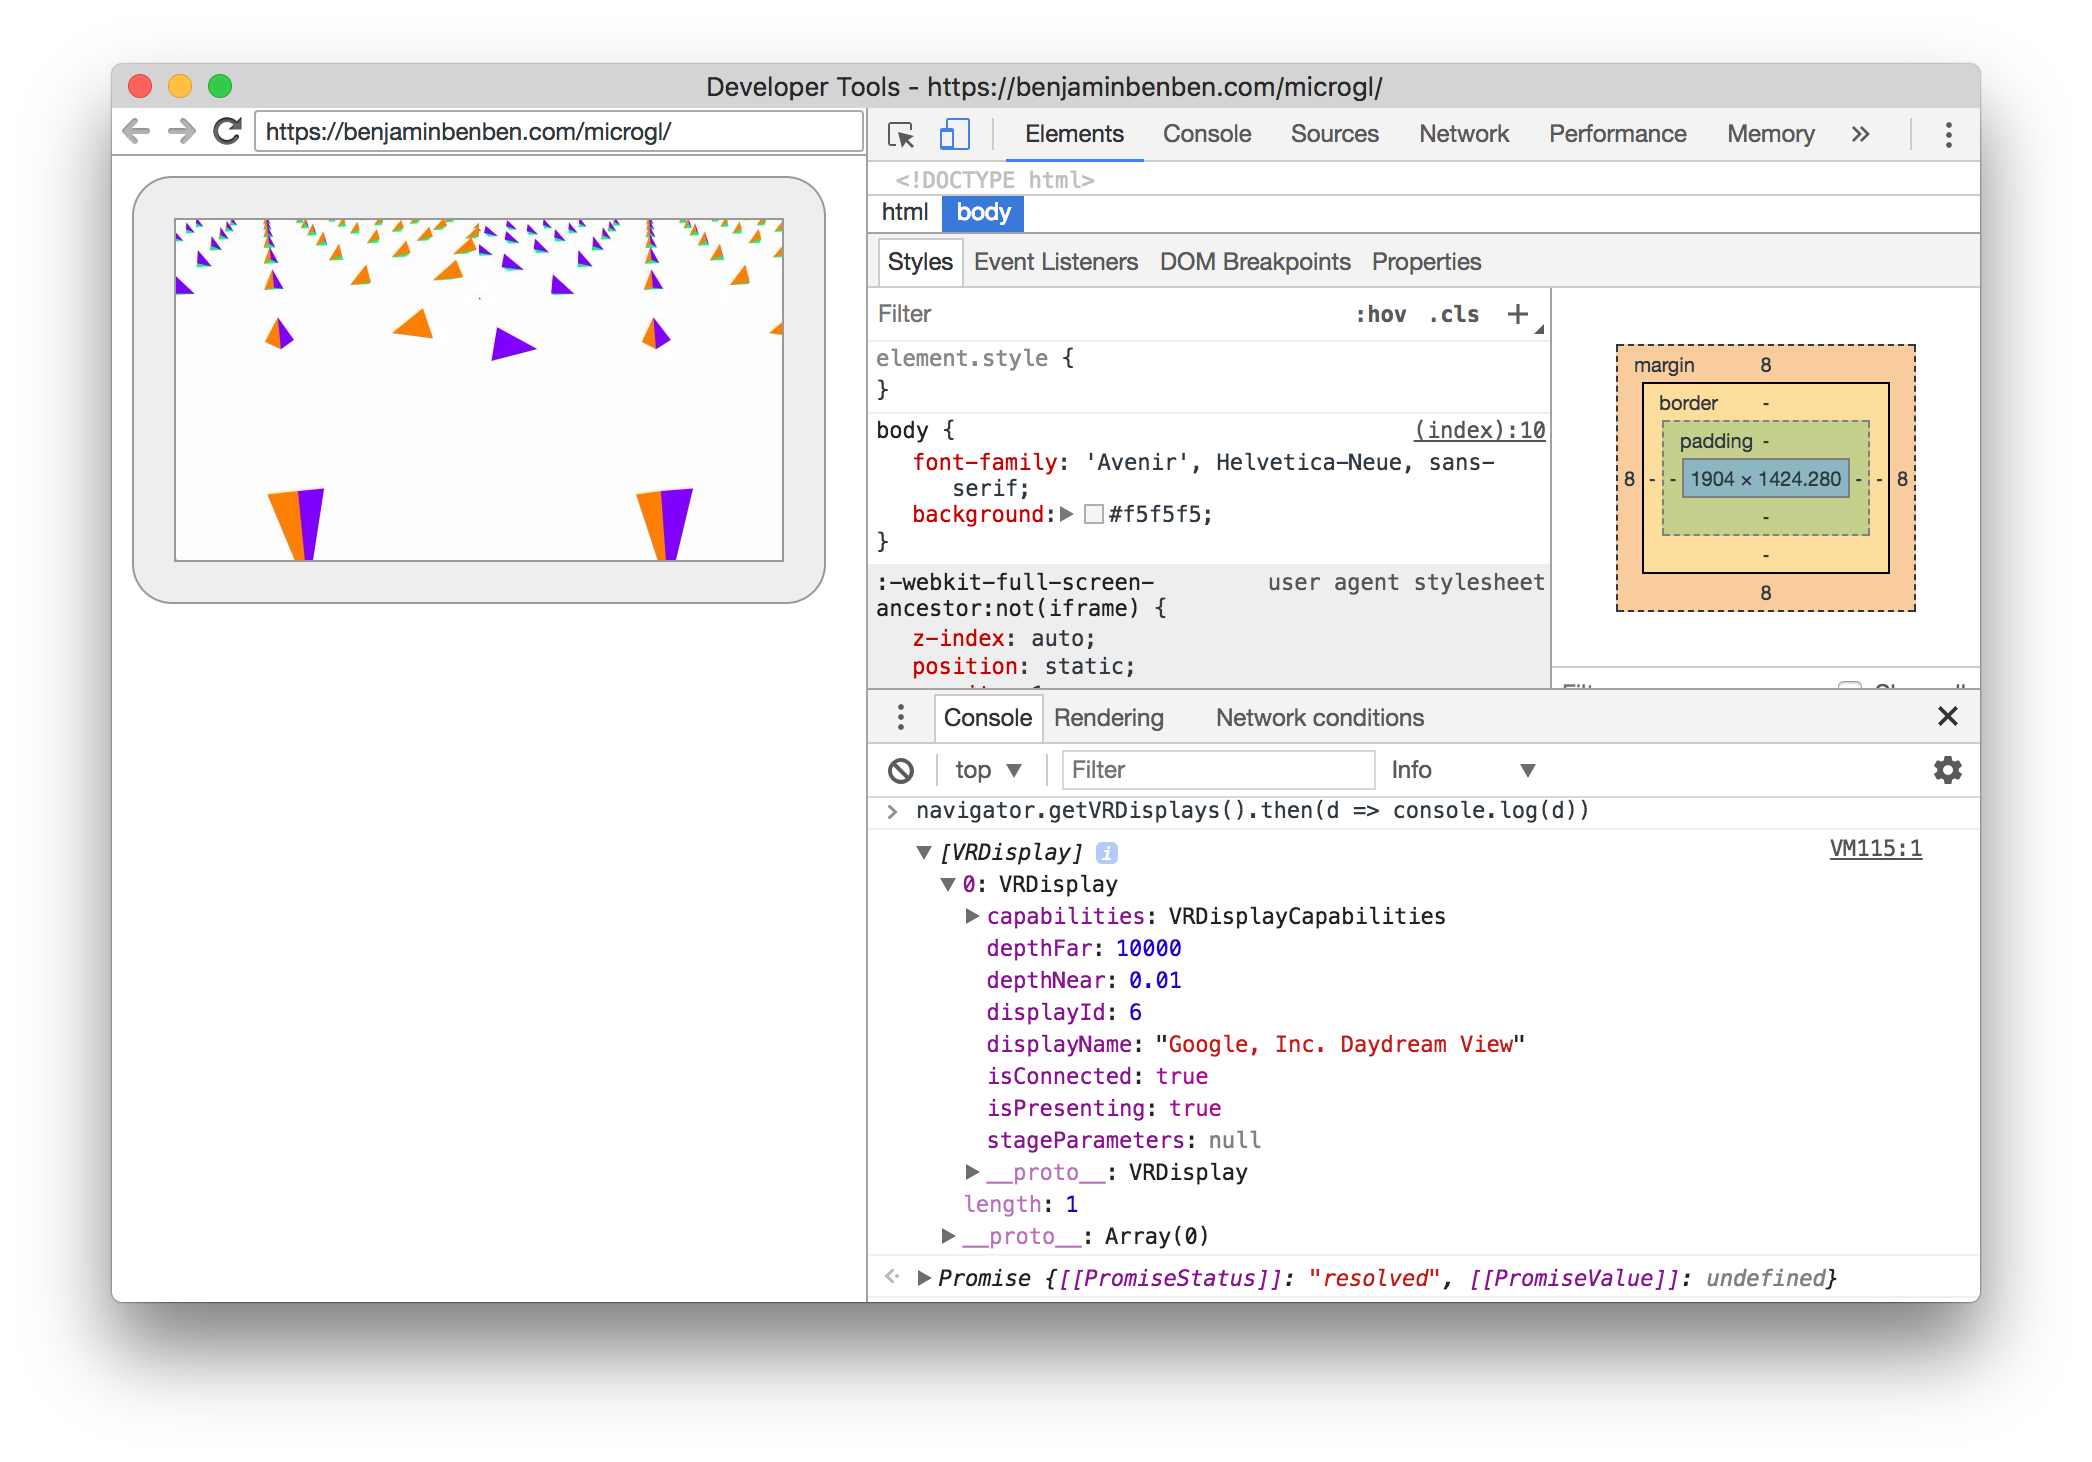 Developer Tools - https://benjaminbenben.com/microgl/
https://benjaminbenben.com/microgl/
Elements Console Sources Network Performance Memory »
<!DOCTYPE html>
html body
Styles Event Listeners DOM Breakpoints Properties
Filter :hov .cls +
element.style {
}
body { (index):10
font-family: 'Avenir', Helvetica-Neue, sans-
serif;
background: #f5f5f5;
}
:-webkit-full-screen- user agent stylesheet
ancestor:not(iframe) {
z-index: auto;
position: static;
margin 8
border -
padding -
8 - - 1904 × 1424.280 - - 8
-
-
8
Console Rendering Network conditions
top Filter Info
> navigator.getVRDisplays().then(d => console.log(d))
[VRDisplay] i VM115:1
0: VRDisplay
capabilities: VRDisplayCapabilities
depthFar: 10000
depthNear: 0.01
displayId: 6
displayName: "Google, Inc. Daydream View"
isConnected: true
isPresenting: true
stageParameters: null
__proto__: VRDisplay
length: 1
__proto__: Array(0)
Promise {[[PromiseStatus]]: "resolved", [[PromiseValue]]: undefined}